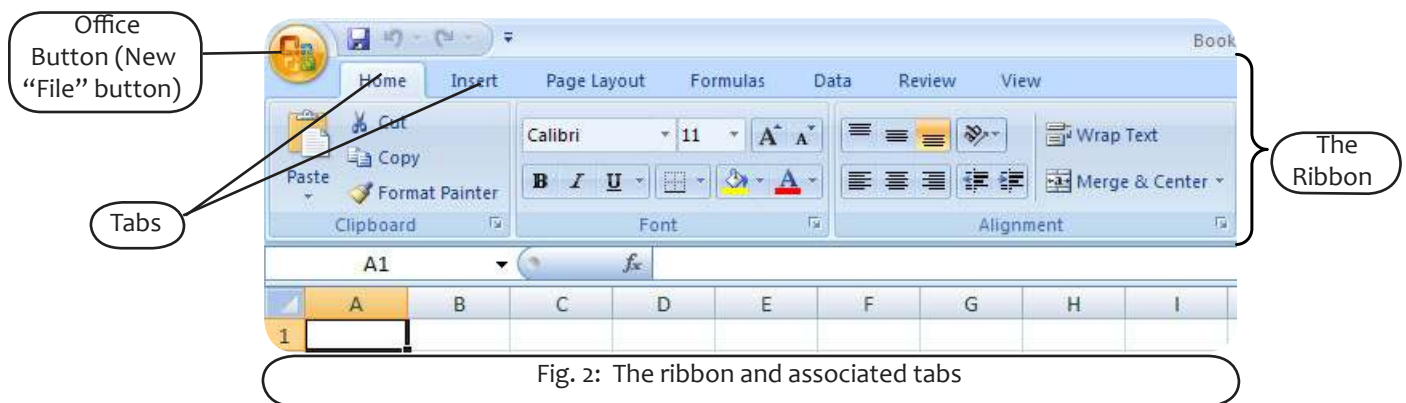 Office
Button (New
“File” button)
Book
Home Insert Page Layout Formulas Data Review View
Cut
Copy
Paste
Format Painter
Clipboard
Calibri 11 A A
B I U A
Font
Wrap Text
Merge & Center
Alignment
The
Ribbon
Tabs
A1 fx
A B C D E F G H I
1
Fig. 2: The ribbon and associated tabs